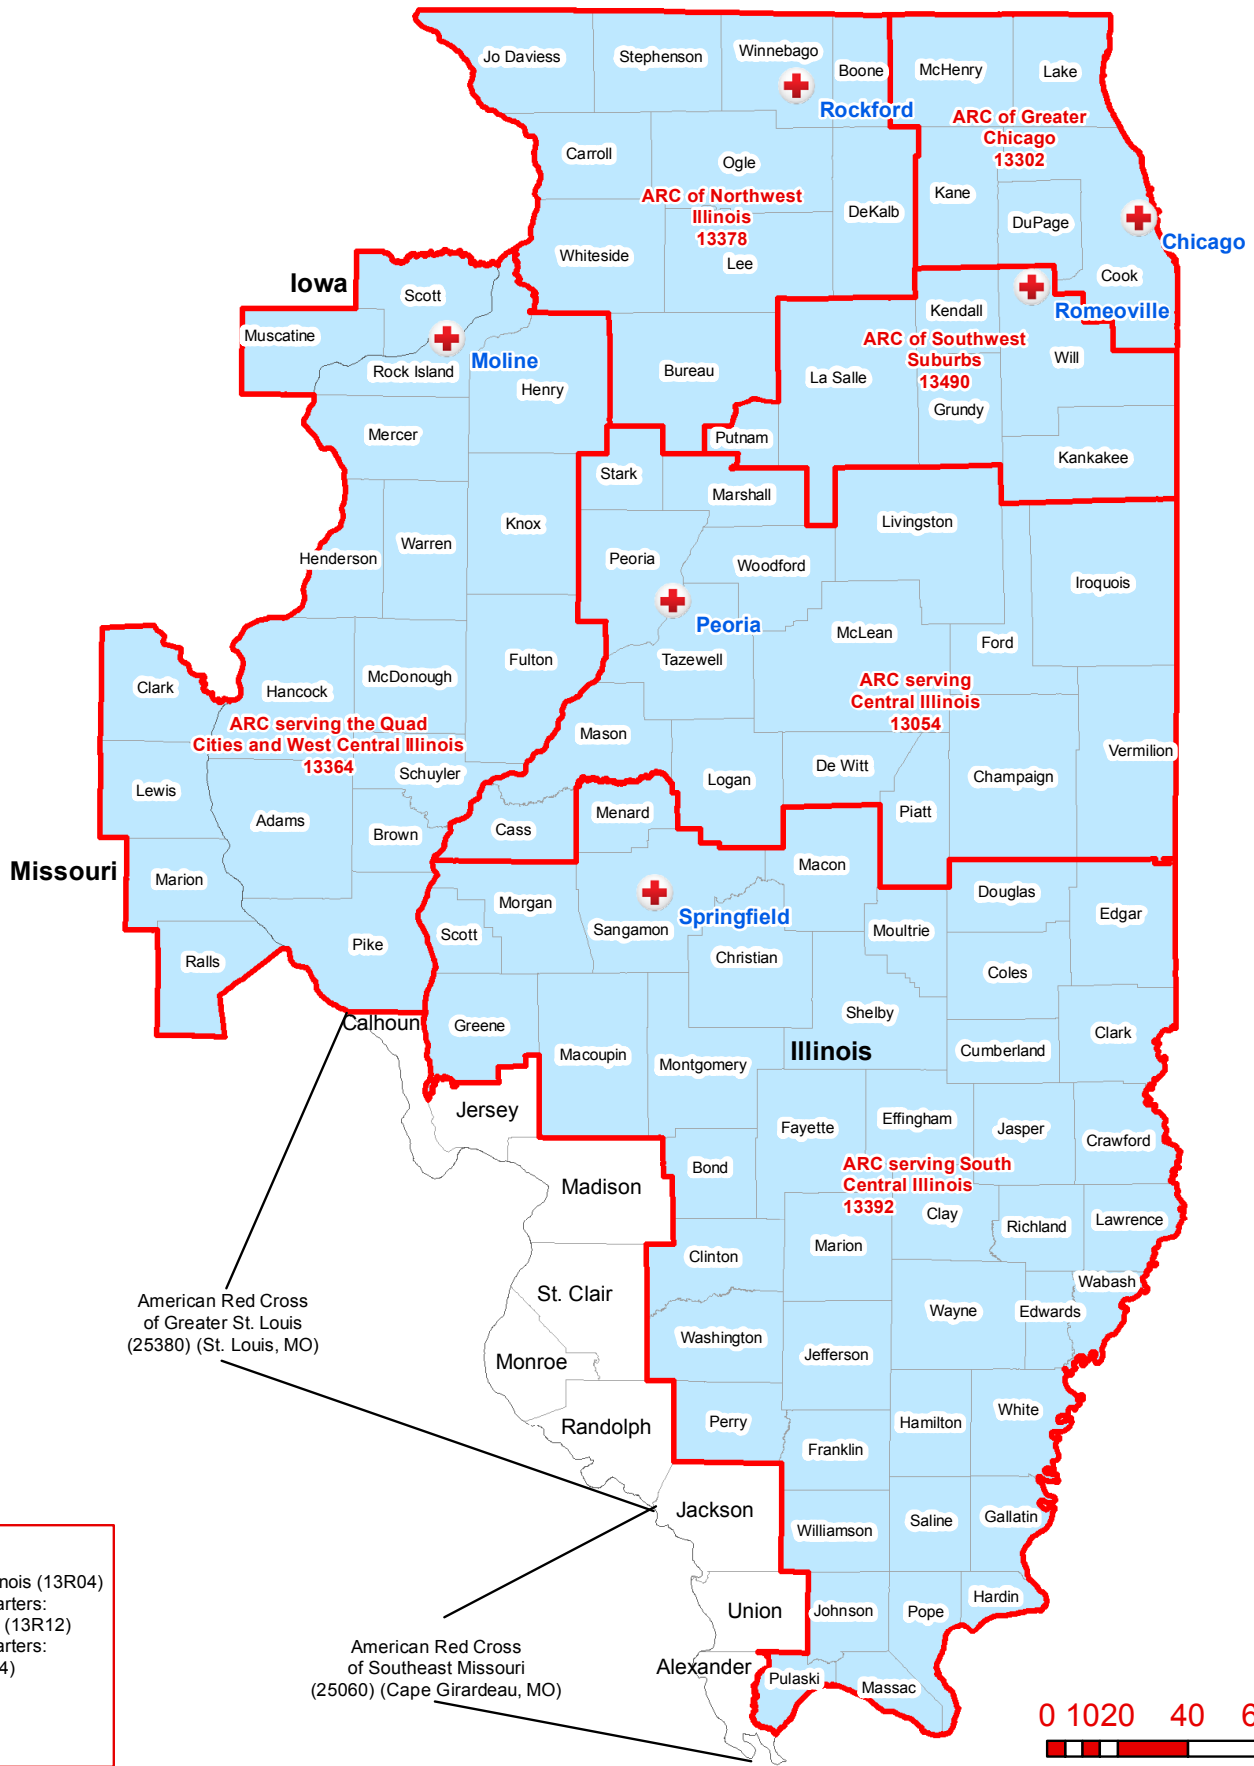 Jo Daviess
Stephenson
Winnebago
Boone
McHenry
Lake
Rockford
ARC of Greater
Chicago
13302
Carroll
Ogle
Kane
DeKalb
DuPage
ARC of Northwest
Illinois
13378
Chicago
Whiteside
Lee
Cook
Iowa
Scott
Kendall
Romeoville
Muscatine
Moline
Rock Island
ARC of Southwest
Suburbs
13490
Will
Bureau
La Salle
Henry
Grundy
Mercer
Putnam
Kankakee
Stark
Marshall
Livingston
Knox
Warren
Henderson
Peoria
Woodford
Iroquois
Peoria
McLean
Ford
Tazewell
Fulton
McDonough
Clark
Hancock
ARC serving
Central Illinois
13054
ARC serving the Quad
Cities and West Central Illinois
13364
Mason
Vermilion
Schuyler
Logan
De Witt
Champaign
Lewis
Adams
Menard
Piatt
Brown
Cass
Missouri
Marion
Macon
Douglas
Morgan
Edgar
Springfield
Sangamon
Scott
Moultrie
Pike
Christian
Ralls
Coles
Shelby
Calhoun
Greene
Clark
Illinois
Cumberland
Macoupin
Montgomery
Jersey
Fayette
Effingham
Jasper
Crawford
Bond
ARC serving South
Central Illinois
13392
Madison
Clay
Richland
Lawrence
Marion
Clinton
Wabash
St. Clair
Wayne
Edwards
American Red Cross
of Greater St. Louis
(25380) (St. Louis, MO)
Washington
Jefferson
Monroe
Randolph
Perry
Hamilton
White
Franklin
Jackson
Williamson
Saline
Gallatin
nois (13R04)
arters:
(13R12)
arters:
4)
Union
Johnson
Pope
Hardin
American Red Cross
of Southeast Missouri
(25060) (Cape Girardeau, MO)
Alexander
Pulaski
Massac
0 1020 40 6